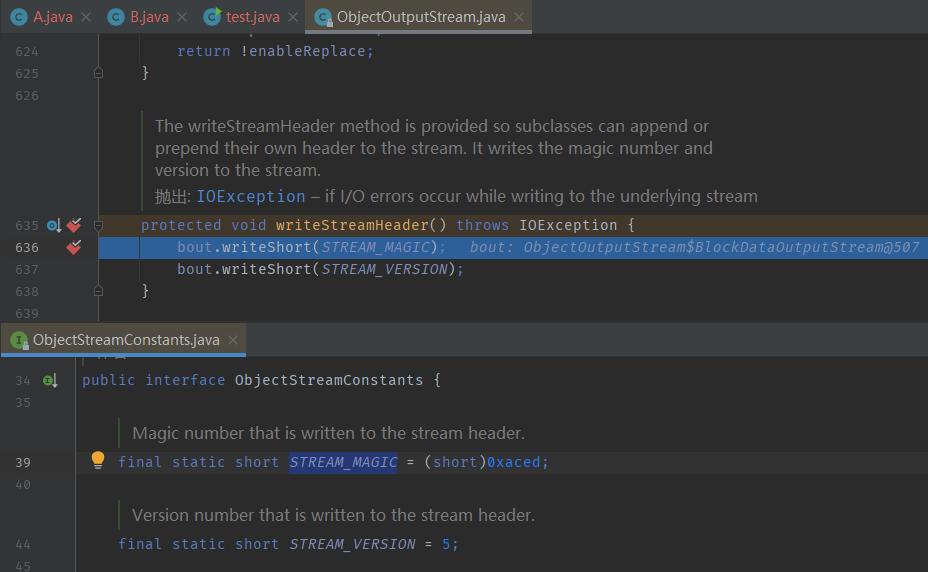 A.java
B.java
test.java
ObjectOutputStream.java
624 return !enableReplace;
625 }
626
The writeStreamHeader method is provided so subclasses can append or
prepend their own header to the stream. It writes the magic number and
version to the stream.
抛出: IOException – if I/O errors occur while writing to the underlying stream
635 protected void writeStreamHeader() throws IOException {
636 bout.writeShort(STREAM_MAGIC); bout: ObjectOutputStream$BlockDataOutputStream@507
637 bout.writeShort(STREAM_VERSION);
638 }
639
ObjectStreamConstants.java
34 public interface ObjectStreamConstants {
35
Magic number that is written to the stream header.
39 final static short STREAM_MAGIC = (short)0xaced;
40
Version number that is written to the stream header.
44 final static short STREAM_VERSION = 5;
45